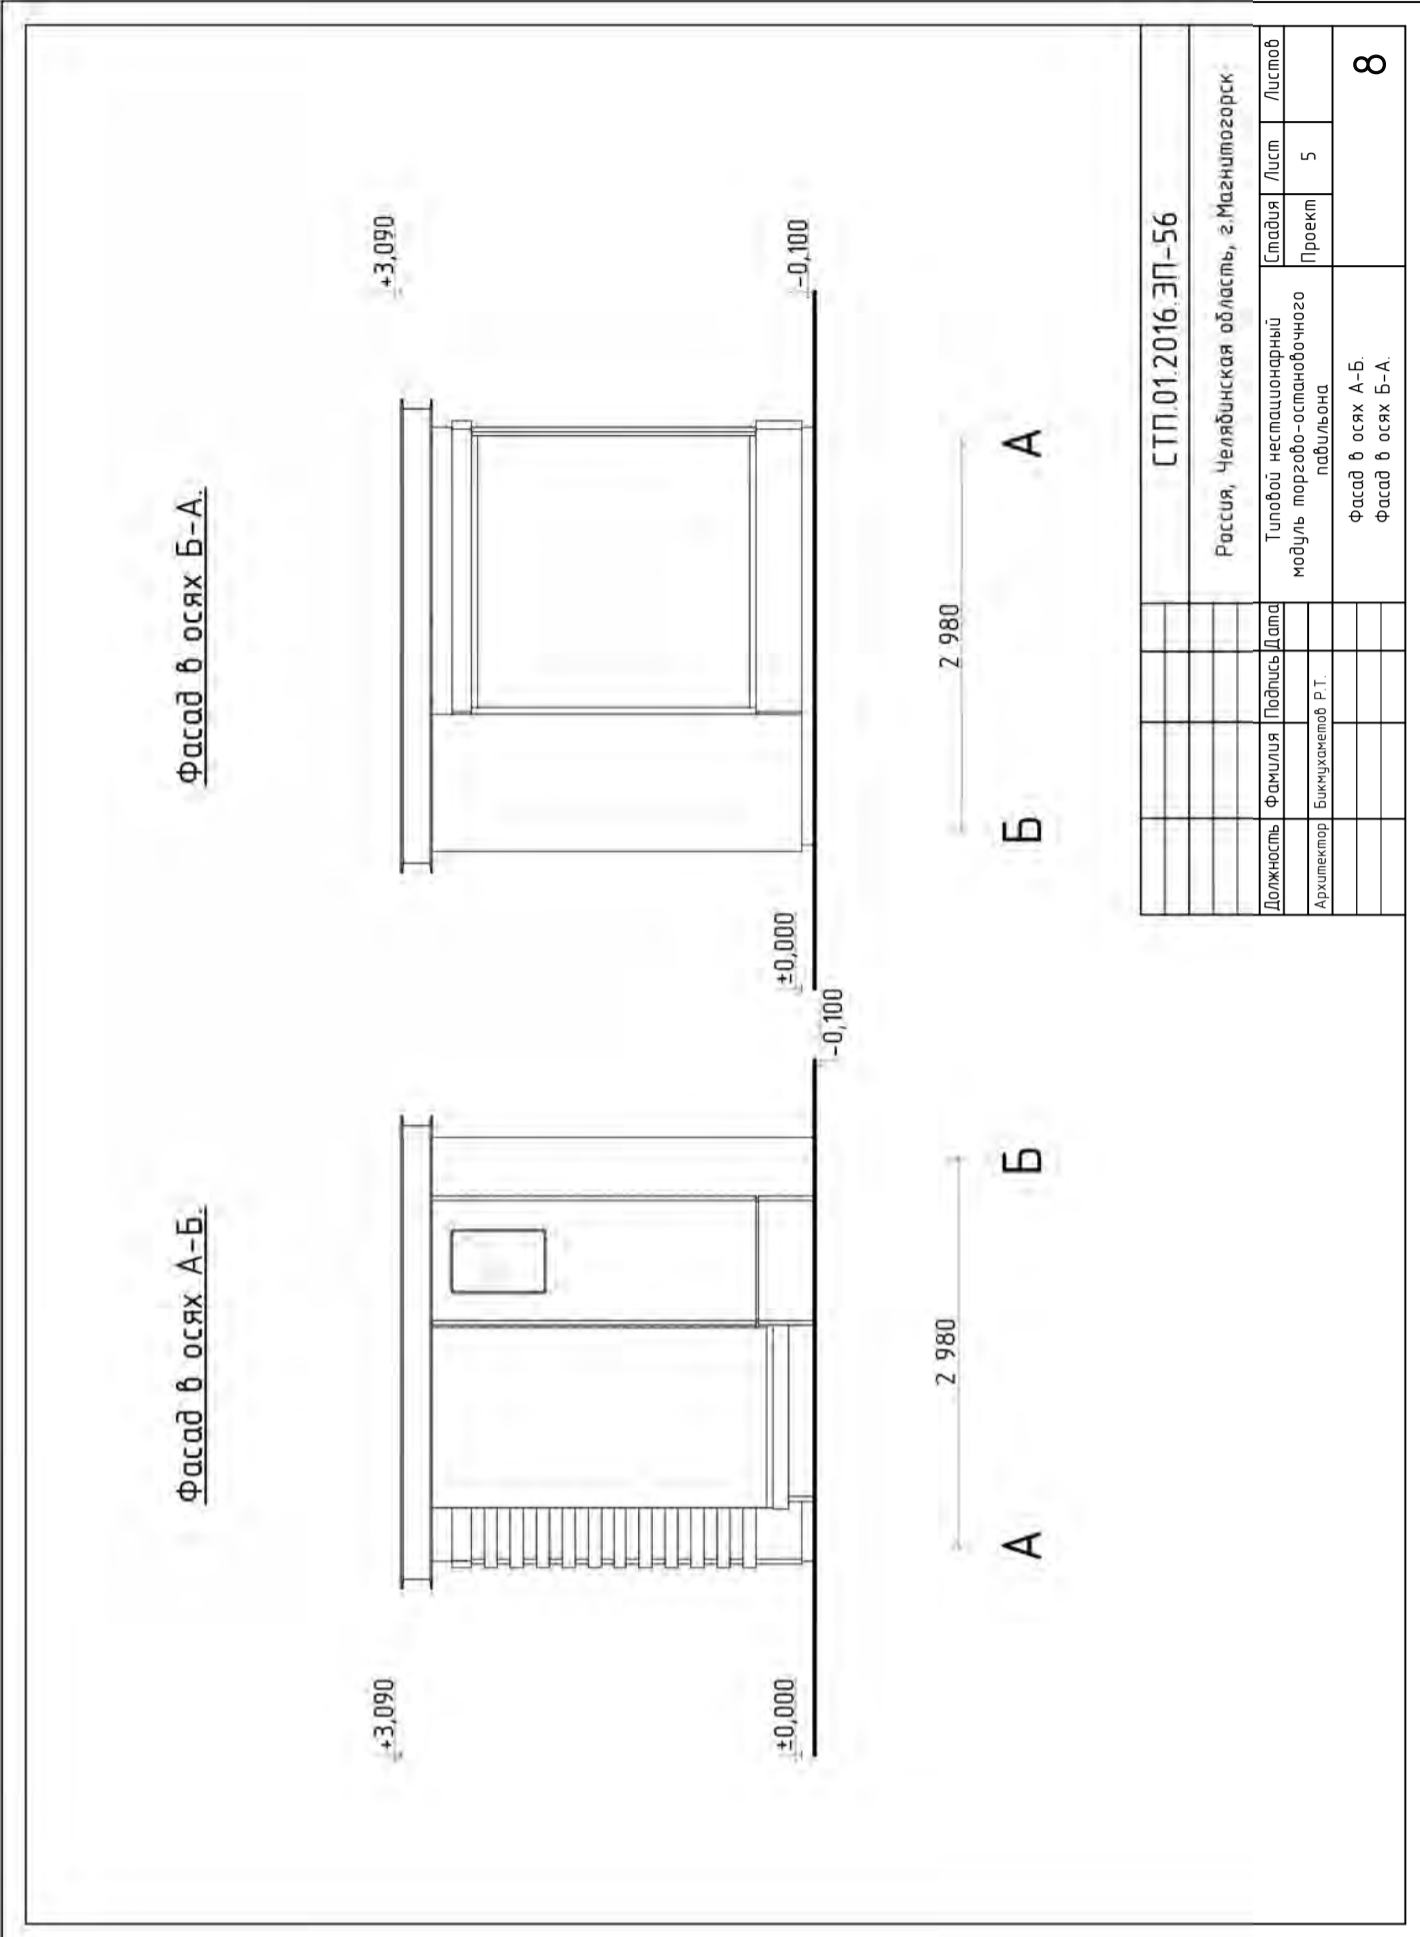 Фасад в осях А-Б.
Фасад в осях Б-А.
+3,090
±0,000
-0,100
2 980
А
Б
+3,090
±0,000
-0,100
2 980
Б
А
СТП.01.2016.ЭП-56
Россия, Челябинская область, г.Магнитогорск
Должность Фамилия Подпись Дата
Архитектор Бикмухаметов Р.Т.
Типовой нестационарный
модуль торгово-остановочного
павильона
Стадия Лист Листов
Проект 5
Фасад в осях А-Б.
Фасад в осях Б-А.
8